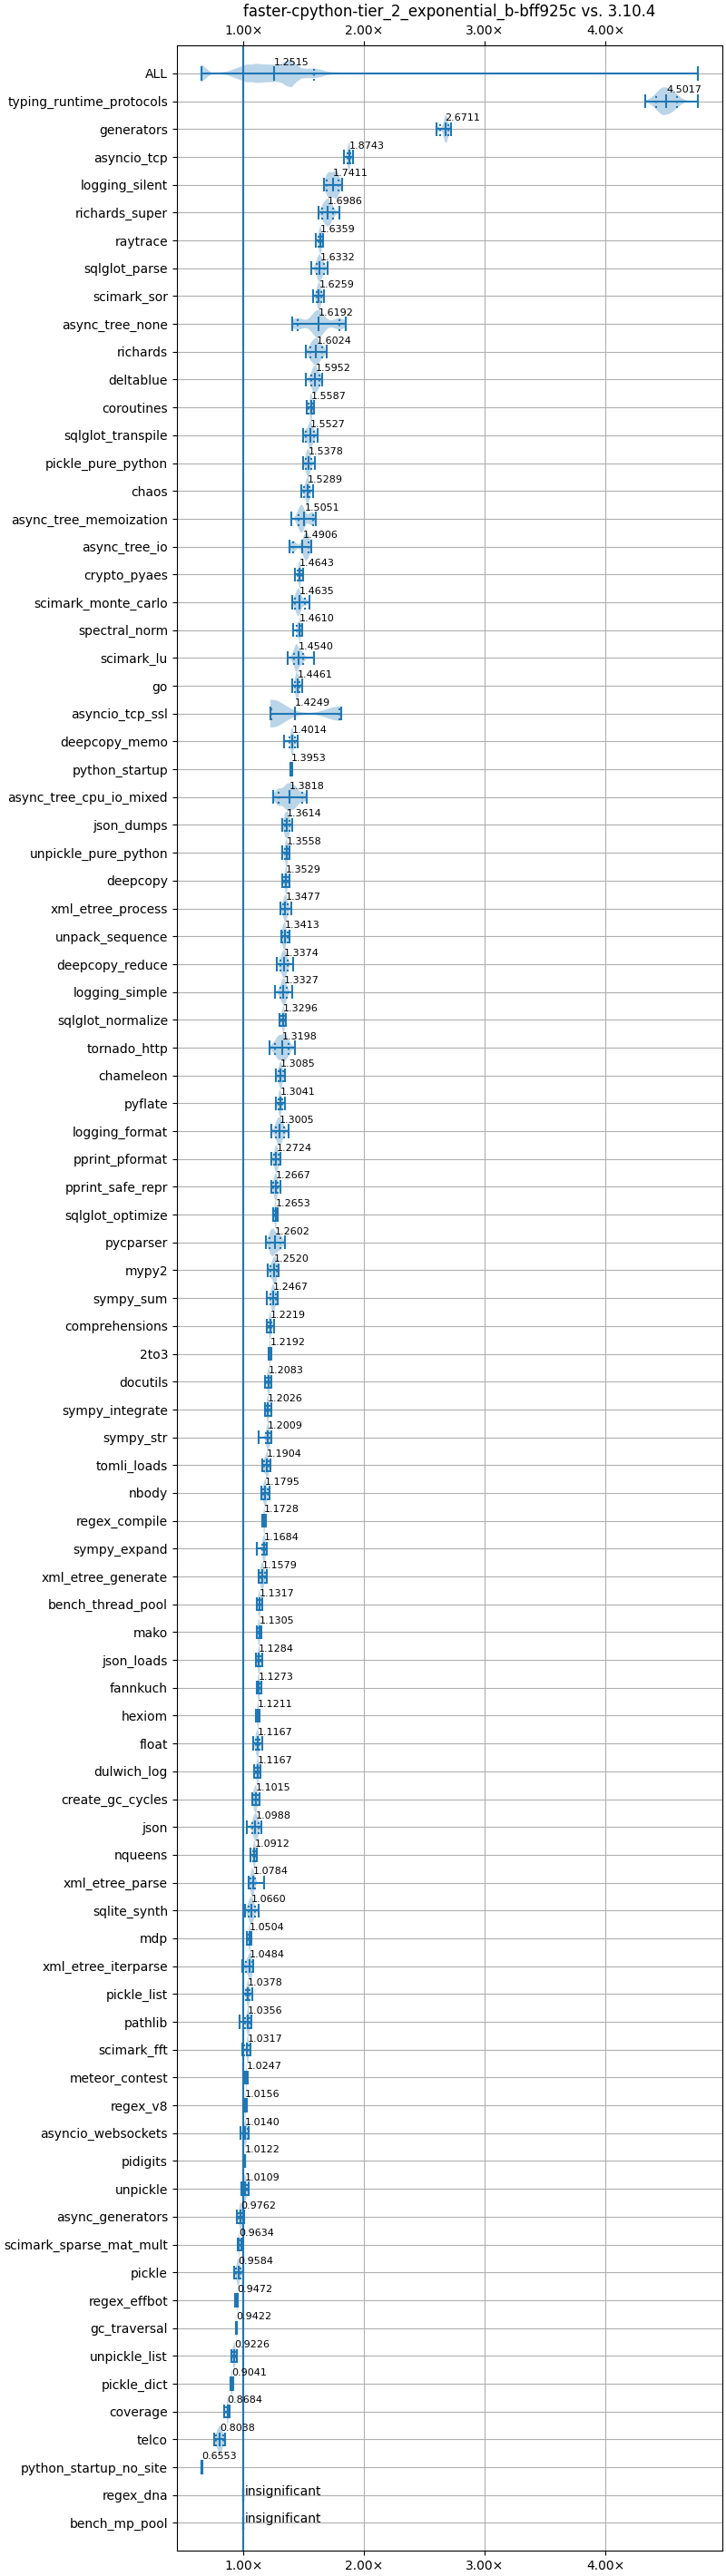 faster-cpython-tier_2_exponential_b-bff925c vs. 3.10.4
1.00× 2.00× 3.00× 4.00×
ALL 1.2515
typing_runtime_protocols 4.5017
generators 2.6711
asyncio_tcp 1.8743
logging_silent 1.7411
richards_super 1.6986
raytrace 1.6359
sqlglot_parse 1.6332
scimark_sor 1.6259
async_tree_none 1.6192
richards 1.6024
deltablue 1.5952
coroutines 1.5587
sqlglot_transpile 1.5527
pickle_pure_python 1.5378
chaos 1.5289
async_tree_memoization 1.5051
async_tree_io 1.4906
crypto_pyaes 1.4643
scimark_monte_carlo 1.4635
spectral_norm 1.4610
scimark_lu 1.4540
go 1.4461
asyncio_tcp_ssl 1.4249
deepcopy_memo 1.4014
python_startup 1.3953
async_tree_cpu_io_mixed 1.3818
json_dumps 1.3614
unpickle_pure_python 1.3558
deepcopy 1.3529
xml_etree_process 1.3477
unpack_sequence 1.3413
deepcopy_reduce 1.3374
logging_simple 1.3327
sqlglot_normalize 1.3296
tornado_http 1.3198
chameleon 1.3085
pyflate 1.3041
logging_format 1.3005
pprint_pformat 1.2724
pprint_safe_repr 1.2667
sqlglot_optimize 1.2653
pycparser 1.2602
mypy2 1.2520
sympy_sum 1.2467
comprehensions 1.2219
2to3 1.2192
docutils 1.2083
sympy_integrate 1.2026
sympy_str 1.2009
tomli_loads 1.1904
nbody 1.1795
regex_compile 1.1728
sympy_expand 1.1684
xml_etree_generate 1.1579
bench_thread_pool 1.1317
mako 1.1305
json_loads 1.1284
fannkuch 1.1273
hexiom 1.1211
float 1.1167
dulwich_log 1.1167
create_gc_cycles 1.1015
json 1.0988
nqueens 1.0912
xml_etree_parse 1.0784
sqlite_synth 1.0660
mdp 1.0504
xml_etree_iterparse 1.0484
pickle_list 1.0378
pathlib 1.0356
scimark_fft 1.0317
meteor_contest 1.0247
regex_v8 1.0156
asyncio_websockets 1.0140
pidigits 1.0122
unpickle 1.0109
async_generators 0.9762
scimark_sparse_mat_mult 0.9634
pickle 0.9584
regex_effbot 0.9472
gc_traversal 0.9422
unpickle_list 0.9226
pickle_dict 0.9041
coverage 0.8684
telco 0.8038
python_startup_no_site 0.6553
regex_dna insignificant
bench_mp_pool insignificant
1.00× 2.00× 3.00× 4.00×